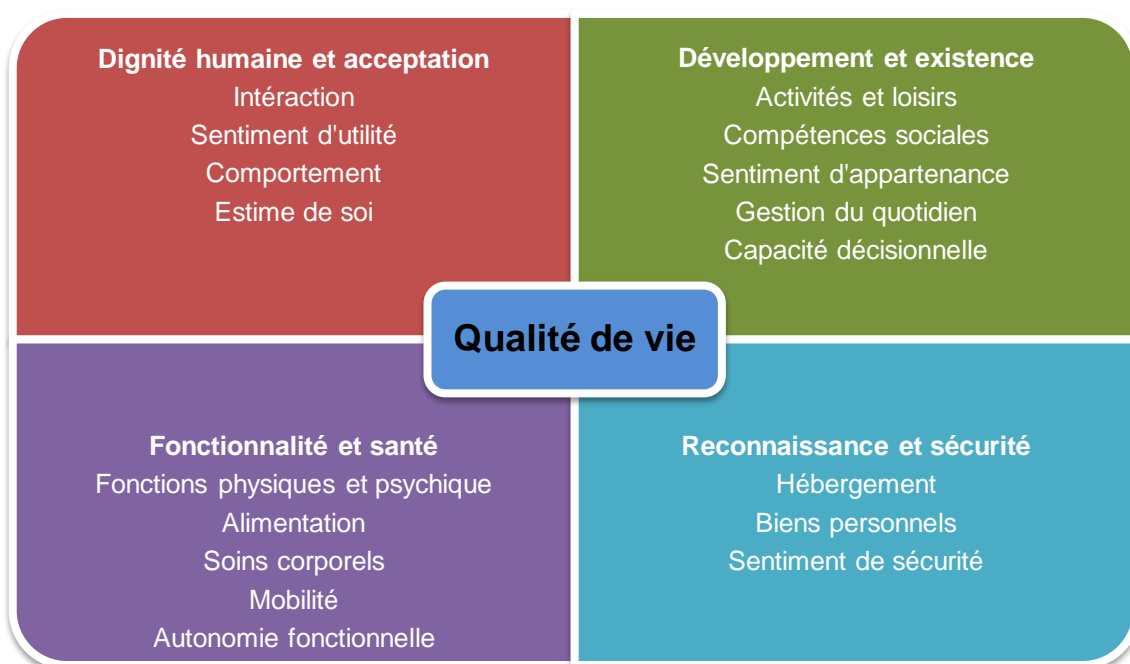 Dignité humaine et acceptation
Intéraction
Sentiment d'utilité
Comportement
Estime de soi
Développement et existence
Activités et loisirs
Compétences sociales
Sentiment d'appartenance
Gestion du quotidien
Capacité décisionnelle
Qualité de vie
Fonctionnalité et santé
Fonctions physiques et psychique
Alimentation
Soins corporels
Mobilité
Autonomie fonctionnelle
Reconnaissance et sécurité
Hébergement
Biens personnels
Sentiment de sécurité